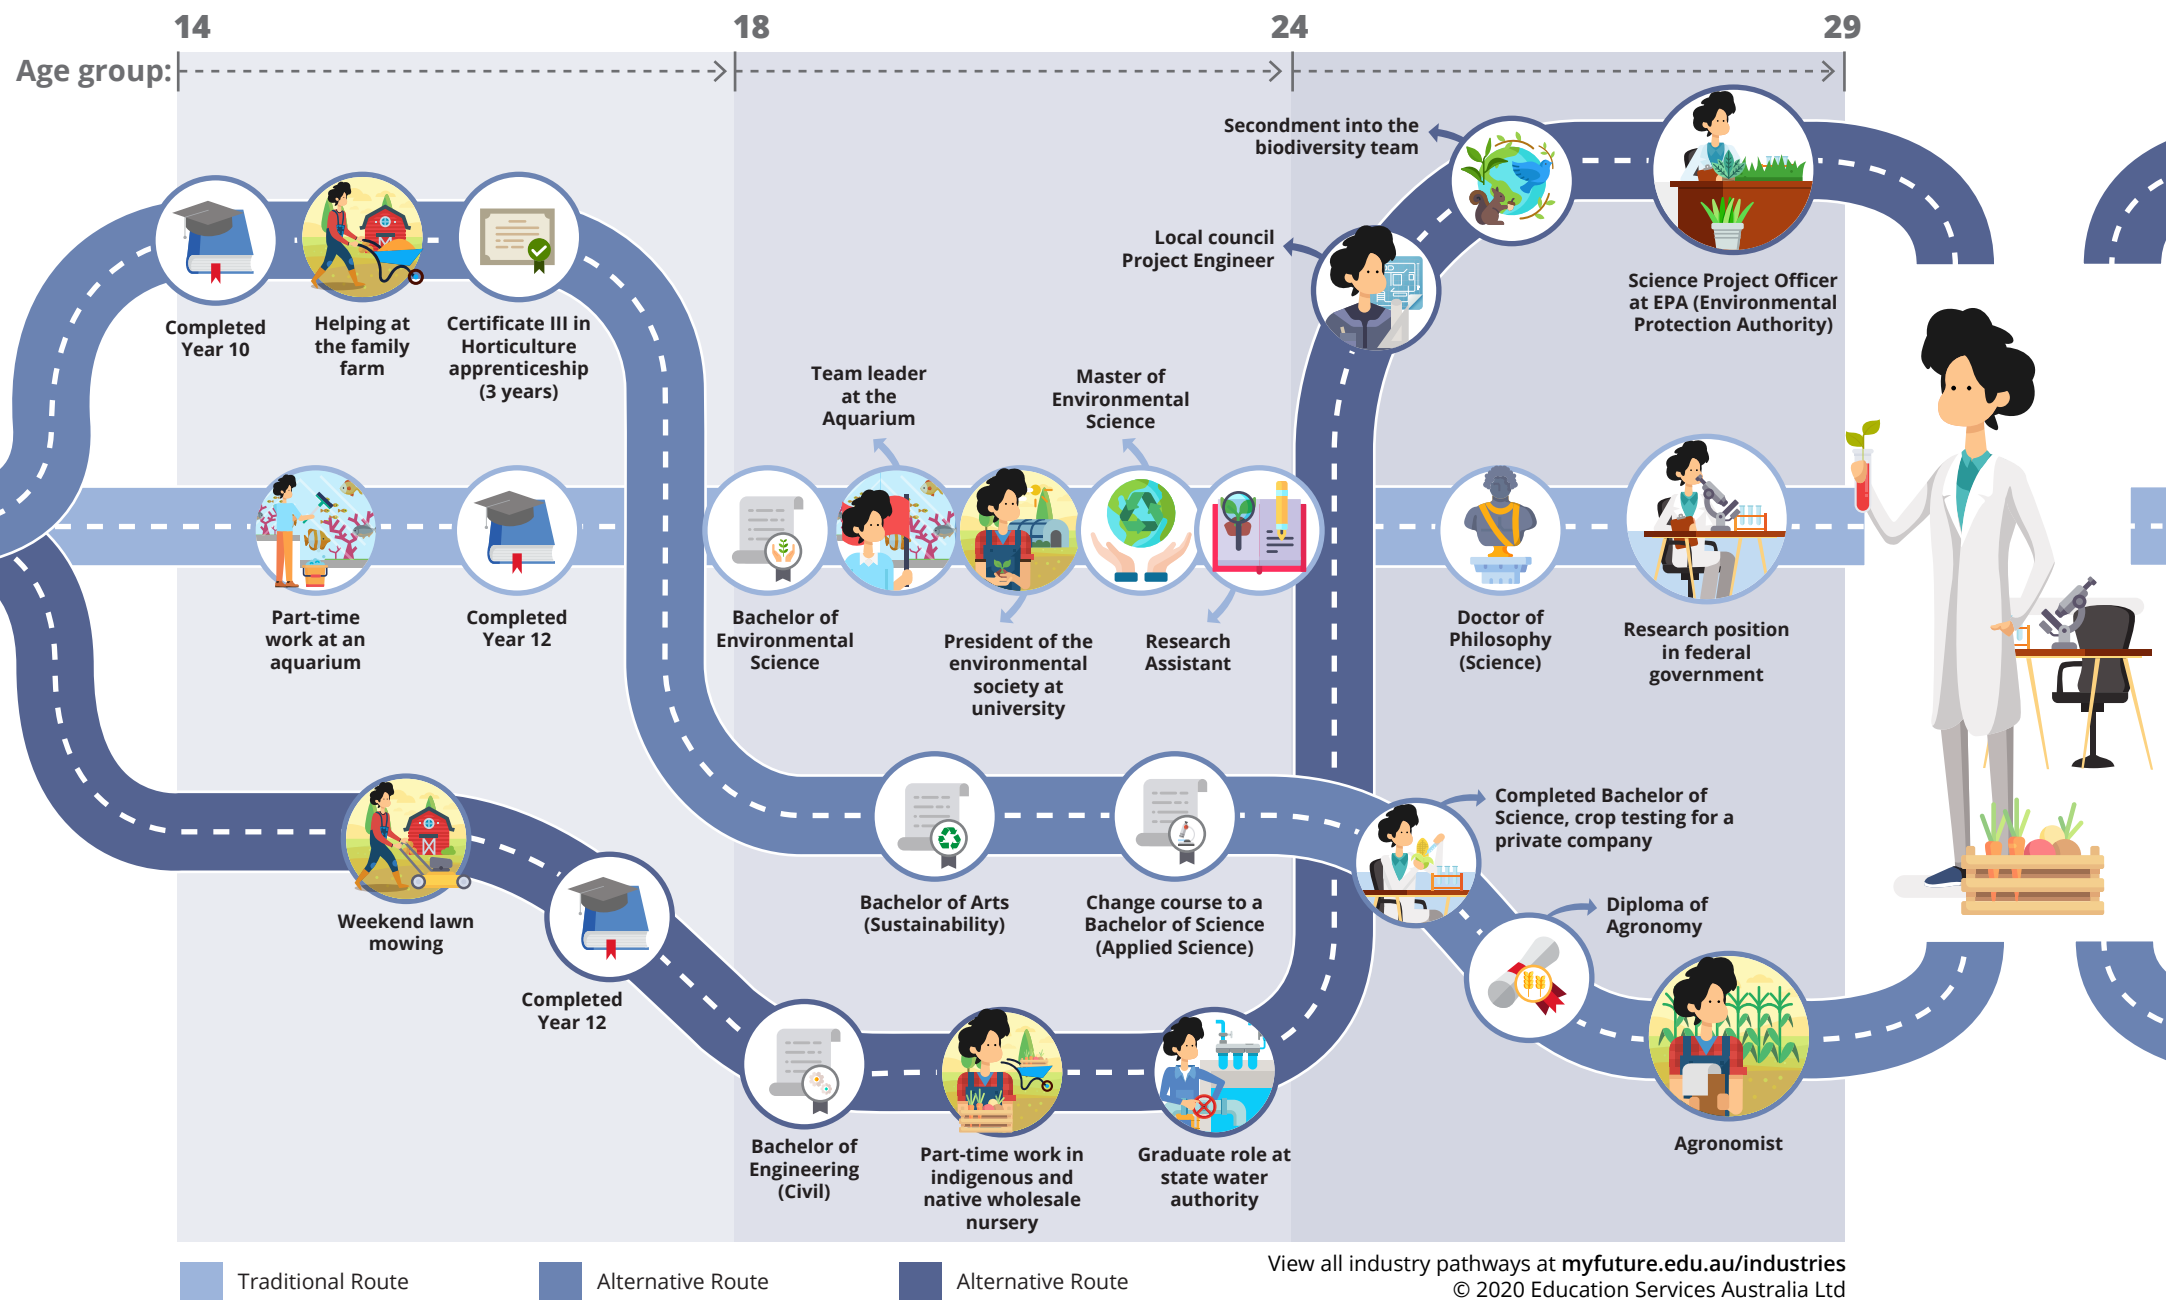 14
18
24
29
Age group:
Completed
Year 10
Helping at
the family
farm
Certificate III in
Horticulture
apprenticeship
(3 years)
Secondment into the
biodiversity team
Local council
Project Engineer
Science Project Officer
at EPA (Environmental
Protection Authority)
Part-time
work at an
aquarium
Completed
Year 12
Bachelor of
Environmental
Science
Team leader
at the
Aquarium
President of the
environmental
society at
university
Master of
Environmental
Science
Research
Assistant
Doctor of
Philosophy
(Science)
Research position
in federal
government
Weekend lawn
mowing
Completed
Year 12
Bachelor of Arts
(Sustainability)
Change course to a
Bachelor of Science
(Applied Science)
Completed Bachelor of
Science, crop testing for a
private company
Diploma of
Agronomy
Agronomist
Bachelor of
Engineering
(Civil)
Part-time work in
indigenous and
native wholesale
nursery
Graduate role at
state water
authority
Traditional Route
Alternative Route
Alternative Route
View all industry pathways at myfuture.edu.au/industries
© 2020 Education Services Australia Ltd